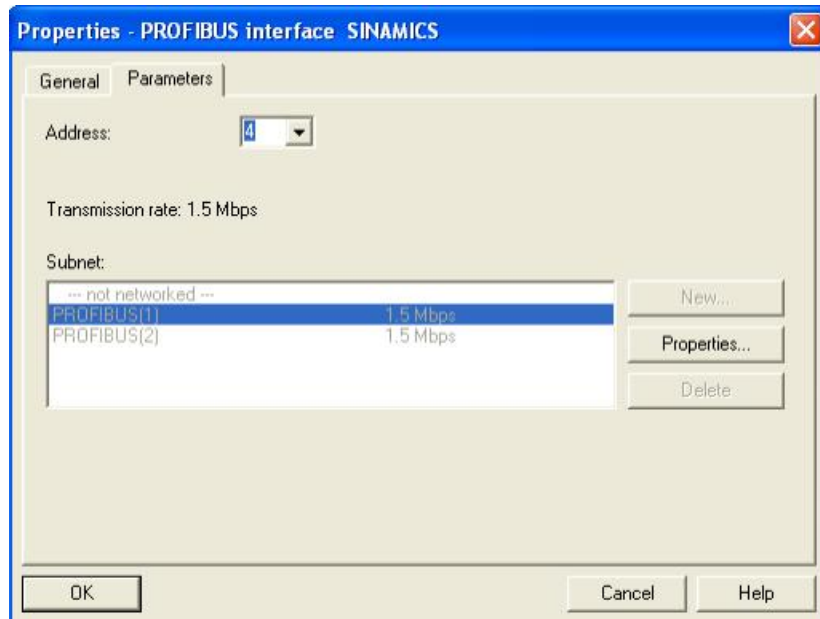 Properties - PROFIBUS interface SINAMICS
General Parameters
Address: 4
Transmission rate: 1.5 Mbps
Subnet:
--- not networked ---
PROFIBUS(1) 1.5 Mbps
PROFIBUS(2) 1.5 Mbps
New...
Properties...
Delete
OK Cancel Help